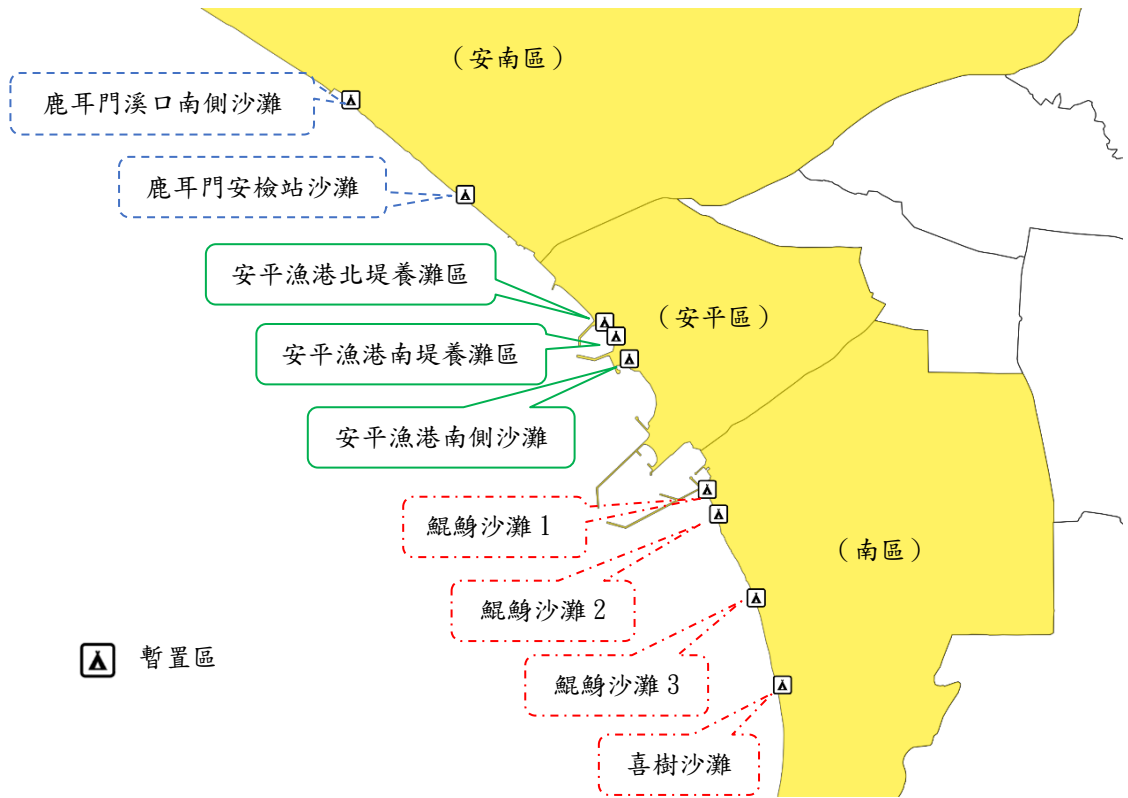 （安南區）
鹿耳門溪口南側沙灘
鹿耳門安檢站沙灘
安平漁港北堤養灘區
（安平區）
安平漁港南堤養灘區
安平漁港南側沙灘
鯤鯓沙灘 1
（南區）
鯤鯓沙灘 2
鯤鯓沙灘 3
暫置區
喜樹沙灘